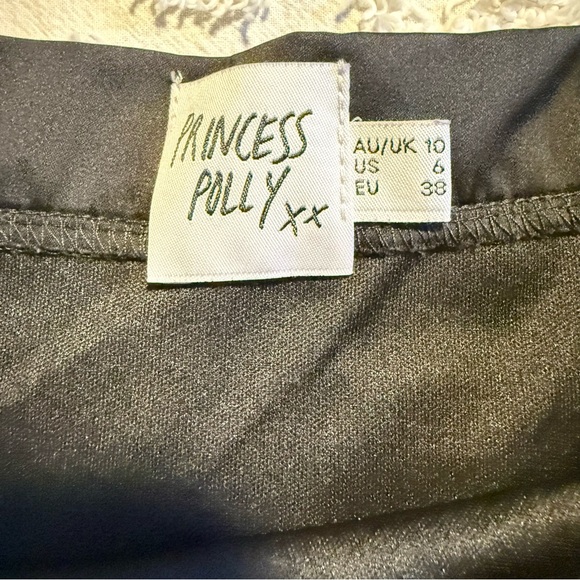 PRINCESS
POLLY xx
AU/UK 10
US 6
EU 38